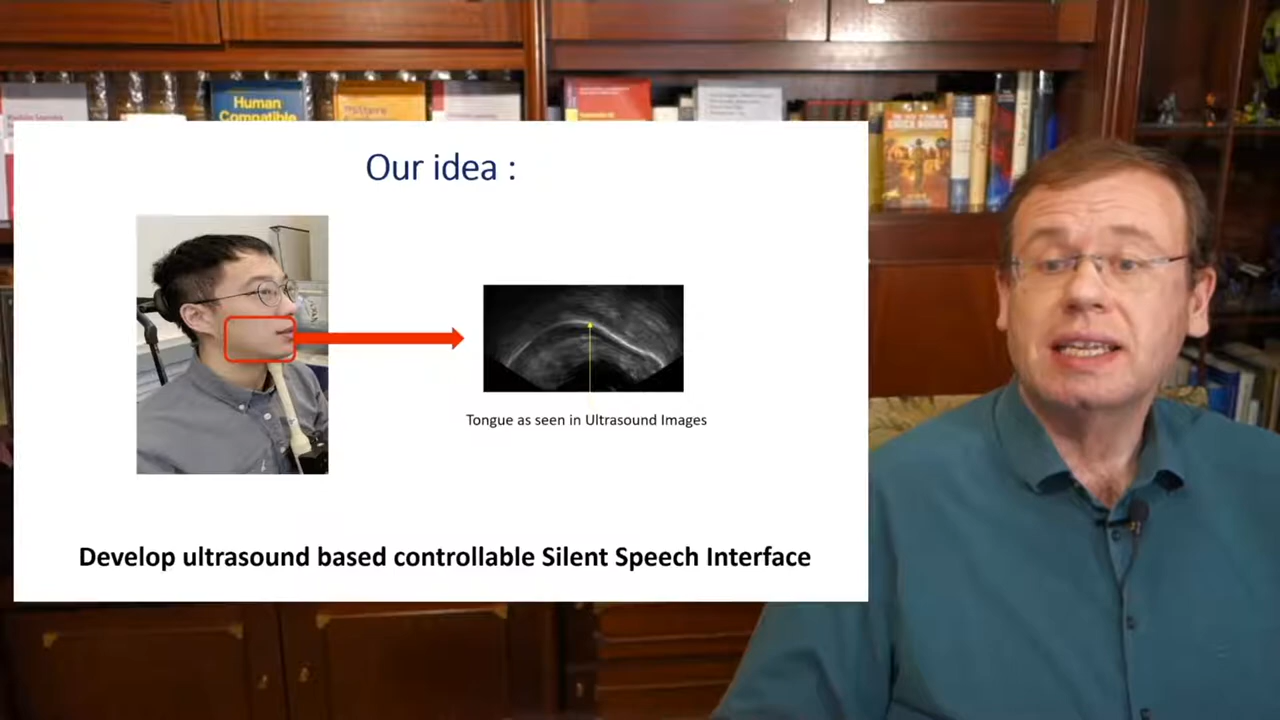 Human
Compatible
Our idea :
Tongue as seen in Ultrasound Images
Develop ultrasound based controllable Silent Speech Interface